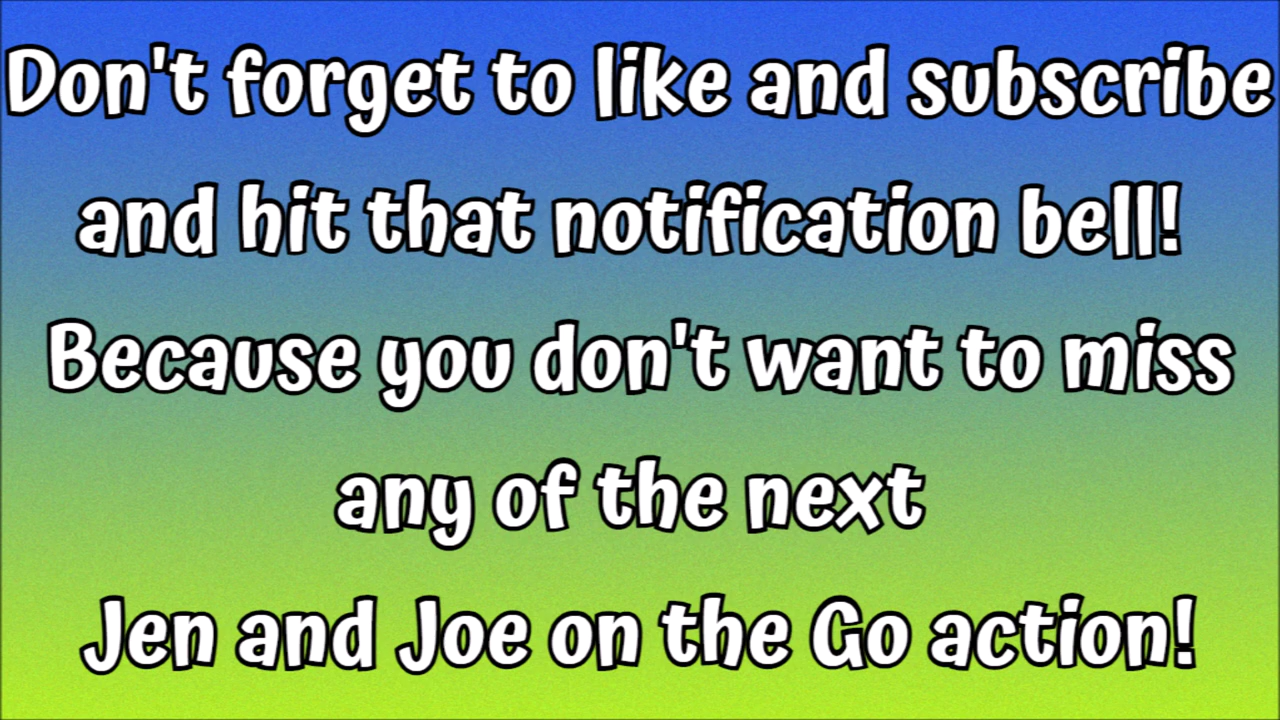 Don't forget to like and subscribe
and hit that notification bell!
Because you don't want to miss
any of the next
Jen and Joe on the Go action!